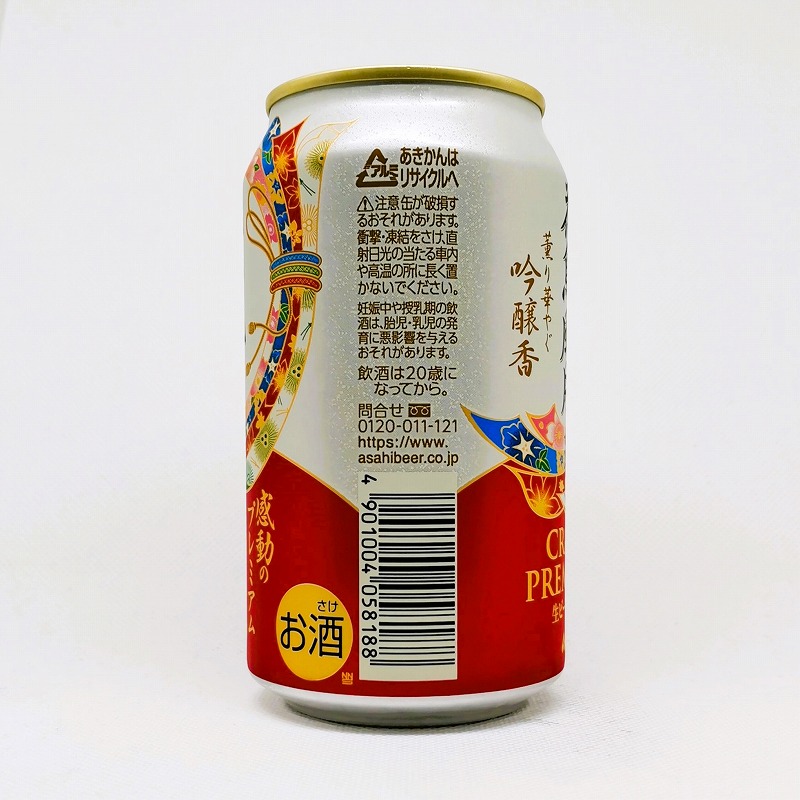 アルミ
あきかんは
リサイクルへ
⚠注意 缶が破損す
るおそれがあります。
衝撃・凍結をさけ、直
射日光の当たる車内
や高温の所に長く置
かないでください。
妊娠中や授乳期の飲
酒は、胎児・乳児の発
育に悪影響を与える
おそれがあります。
飲酒は20歳に
なってから。
問合せ
0120-011-121
https://www.
asahibeer.co.jp
4 901004 058188
さけ
お酒
NN
感動の
プレミアム
薫り華やぐ
吟醸香